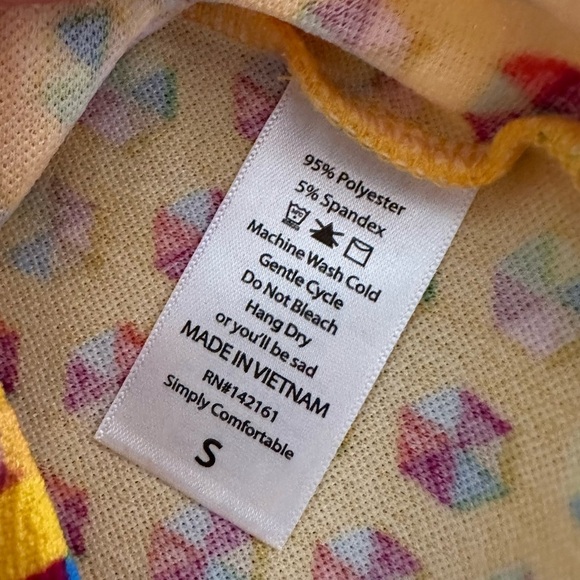 95% Polyester
5% Spandex
Machine Wash Cold
Gentle Cycle
Do Not Bleach
Hang Dry
or you'll be sad
MADE IN VIETNAM
RN#142161
Simply Comfortable
S